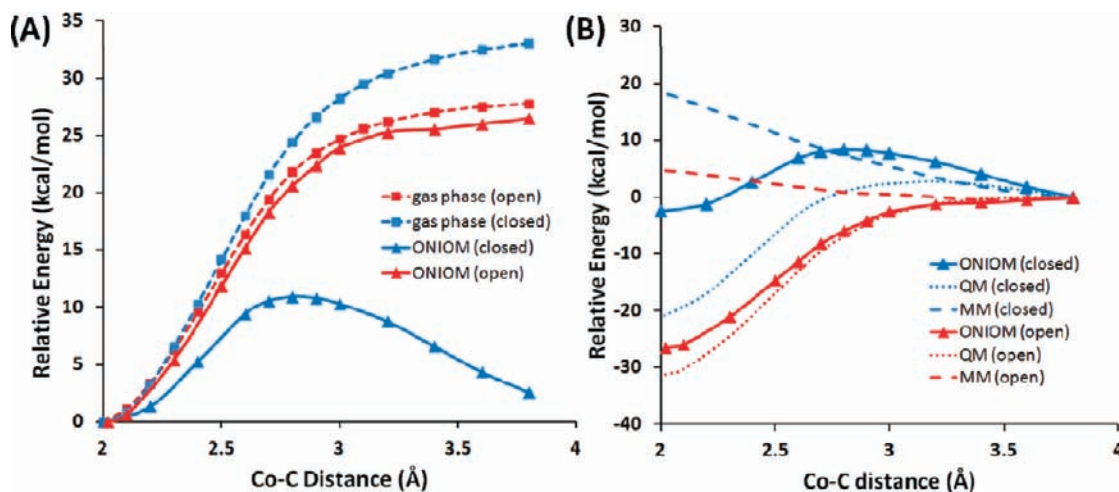 (A)
Relative Energy (kcal/mol)
35
30
25
20
15
10
5
0
2
2.5
3
3.5
4
Co-C Distance (Å)
gas phase (open)
gas phase (closed)
ONIOM (closed)
ONIOM (open)
(B)
Relative Energy (kcal/mol)
30
20
10
0
-10
-20
-30
-40
2
2.5
3
3.5
4
Co-C distance (Å)
ONIOM (closed)
QM (closed)
MM (closed)
ONIOM (open)
QM (open)
MM (open)